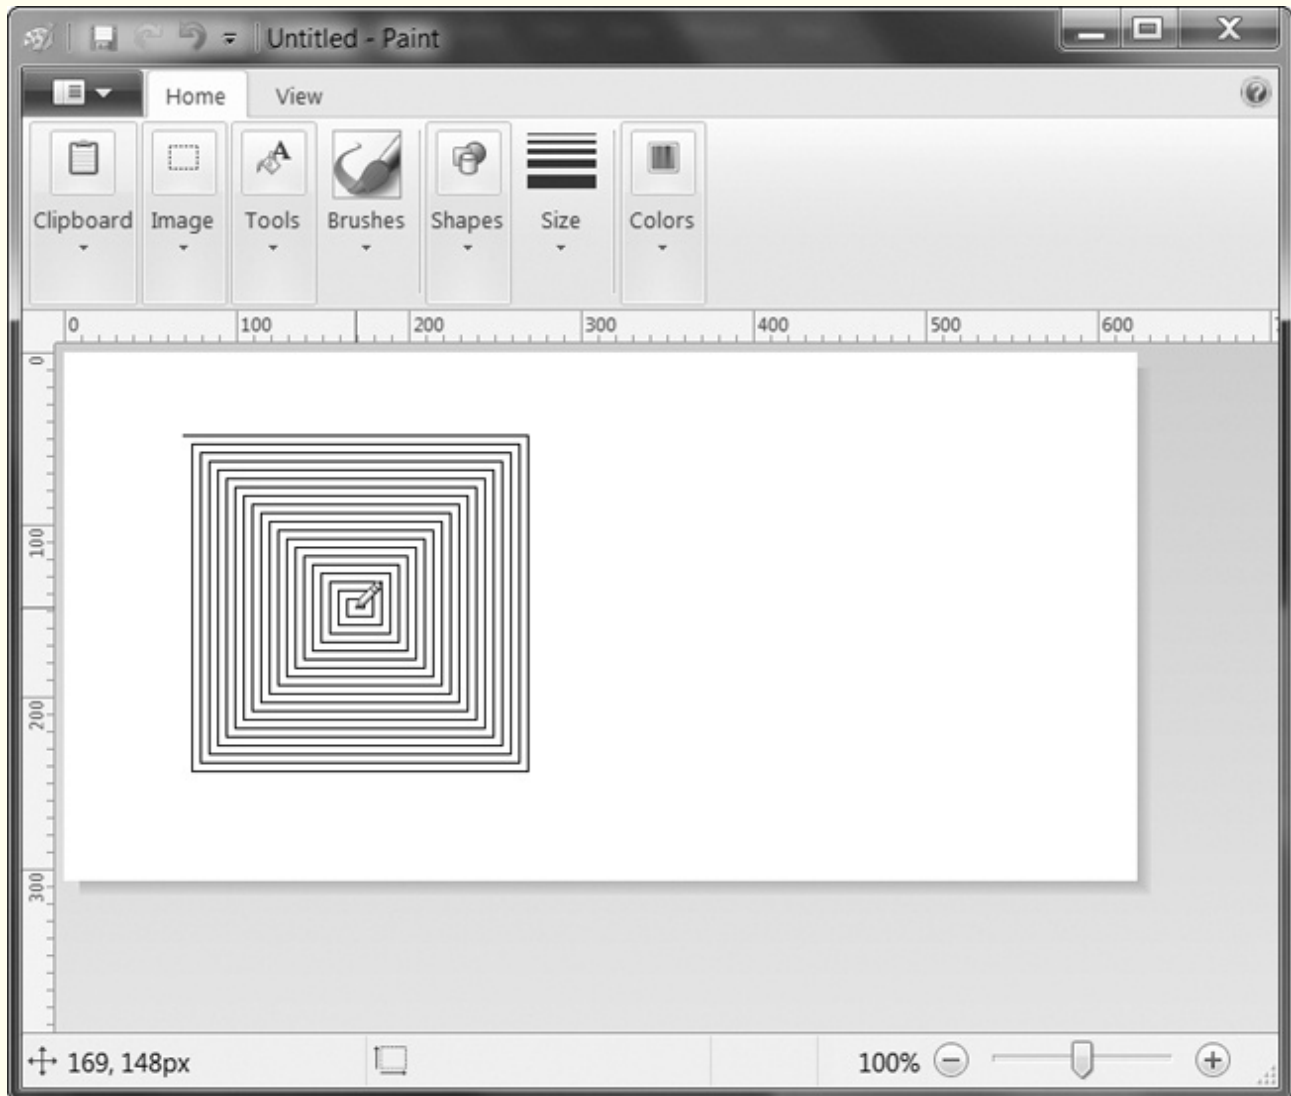 Untitled - Paint
Home View
Clipboard Image Tools Brushes Shapes Size Colors
0 100 200 300 400 500 600
0
100
200
300
169, 148px 100%